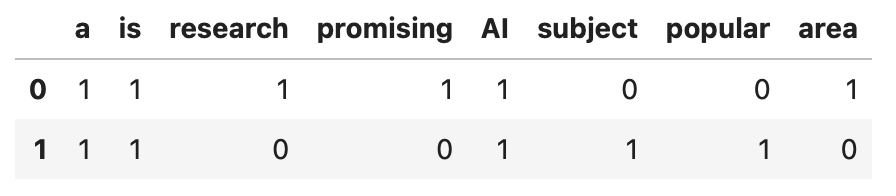 a is research promising AI subject popular area
0 1 1 1 1 1 0 0 1
1 1 1 0 0 1 1 1 0